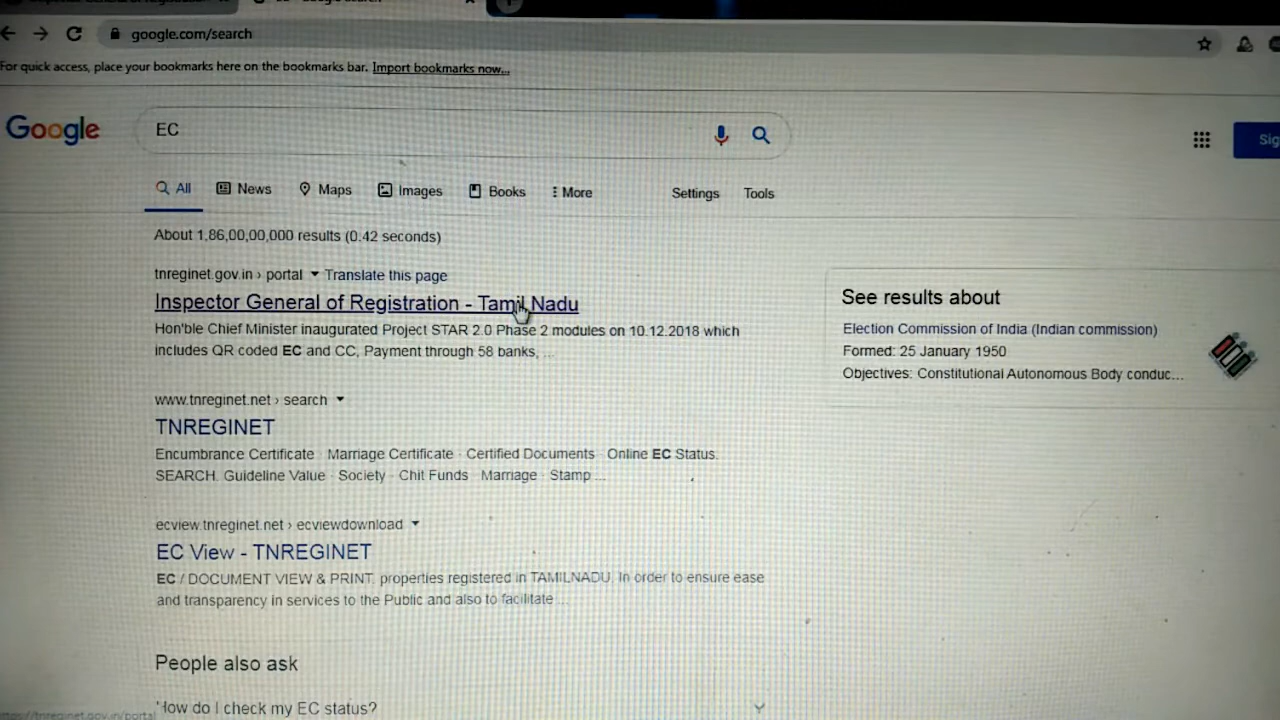 google.com/search
For quick access, place your bookmarks here on the bookmarks bar. Import bookmarks now...
Google
EC
Sig
All News Maps Images Books More Settings Tools
About 1,86,00,00,000 results (0.42 seconds)
tnreginet.gov.in › portal Translate this page
Inspector General of Registration - Tamil Nadu
Hon'ble Chief Minister inaugurated Project STAR 2.0 Phase 2 modules on 10.12.2018 which
includes QR coded EC and CC, Payment through 58 banks, ...
www.tnreginet.net › search
TNREGINET
Encumbrance Certificate · Marriage Certificate · Certified Documents · Online EC Status.
SEARCH. Guideline Value · Society · Chit Funds · Marriage · Stamp ...
ecview.tnreginet.net › ecviewdownload
EC View - TNREGINET
EC / DOCUMENT VIEW & PRINT. properties registered in TAMILNADU. In order to ensure ease
and transparency in services to the Public and also to facilitate ...
People also ask
How do I check my EC status?
See results about
Election Commission of India (Indian commission)
Formed: 25 January 1950
Objectives: Constitutional Autonomous Body conduc...
https://tnreginet.gov.in/portal